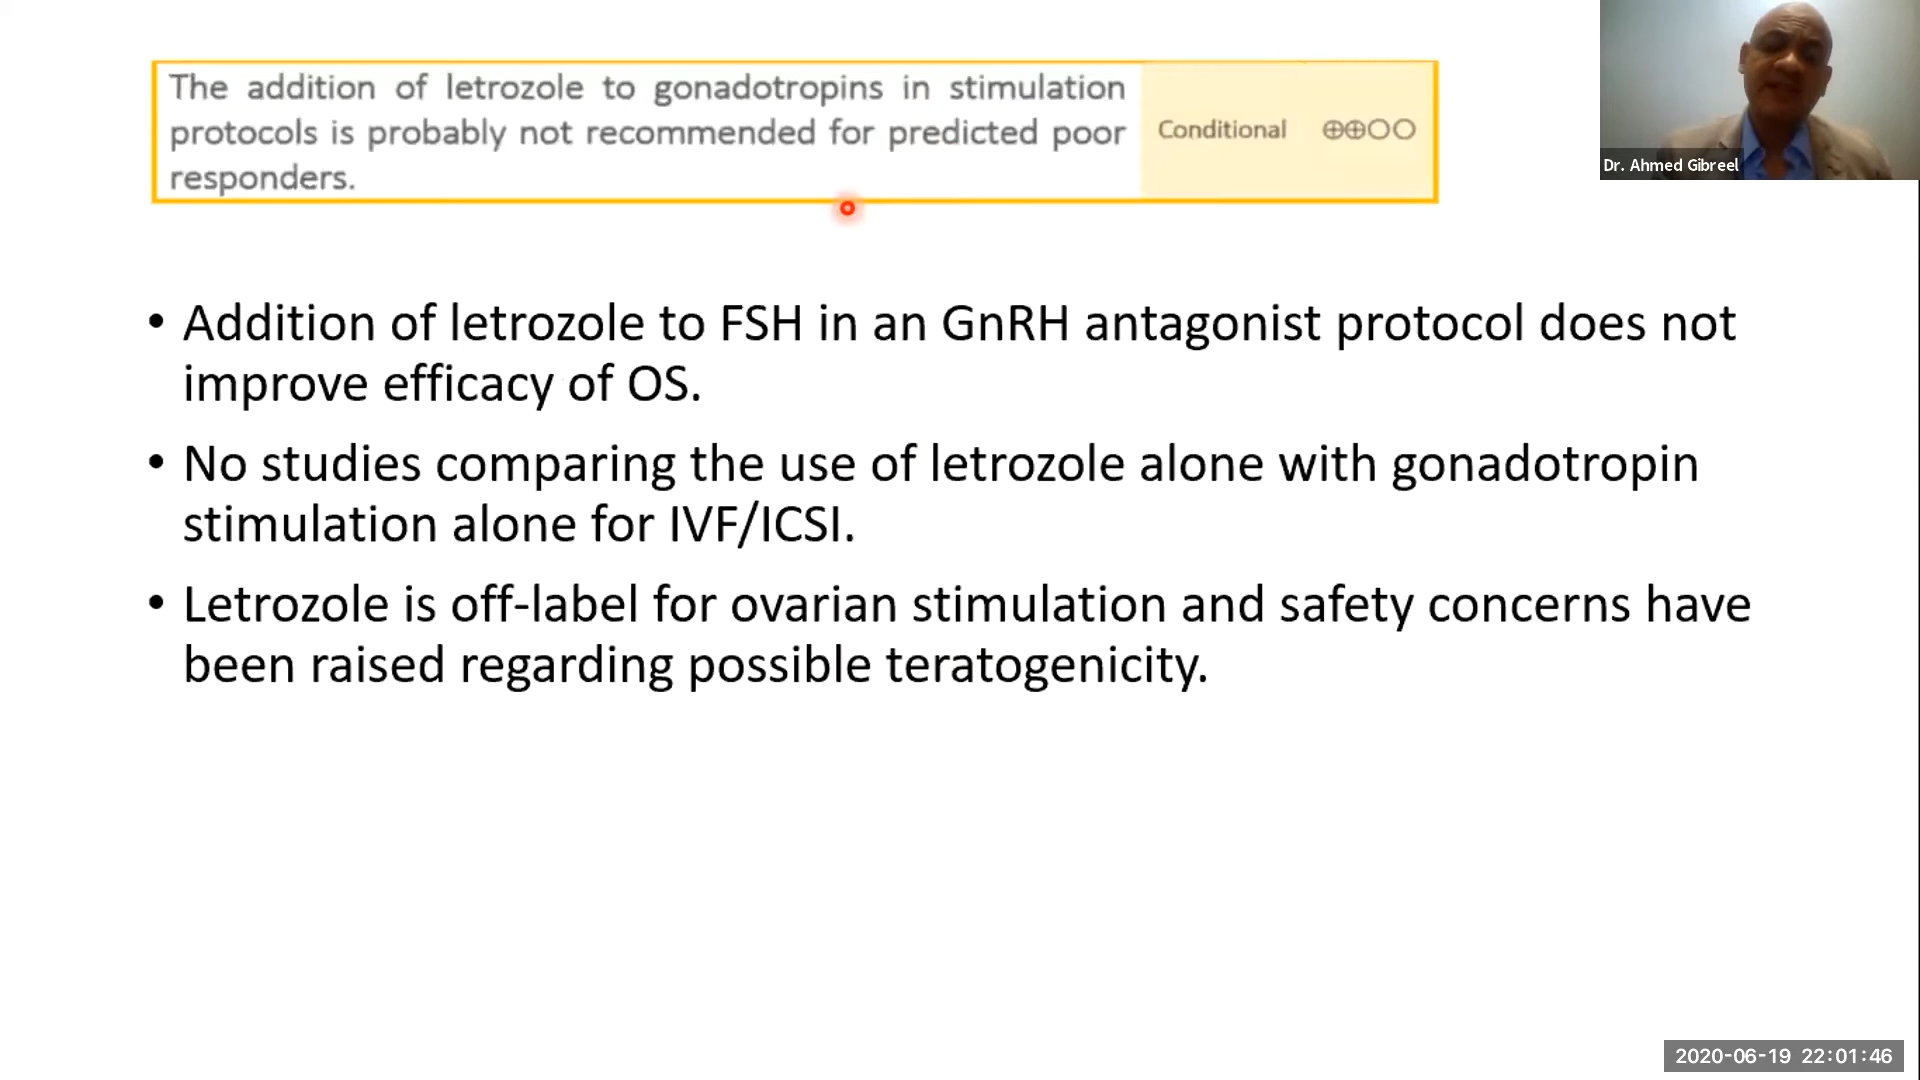 The addition of letrozole to gonadotropins in stimulation
protocols is probably not recommended for predicted poor
responders.
Conditional ⊕⊕○○
Dr. Ahmed Gibreel
• Addition of letrozole to FSH in an GnRH antagonist protocol does not
improve efficacy of OS.
• No studies comparing the use of letrozole alone with gonadotropin
stimulation alone for IVF/ICSI.
• Letrozole is off-label for ovarian stimulation and safety concerns have
been raised regarding possible teratogenicity.
2020-06-19 22:01:46